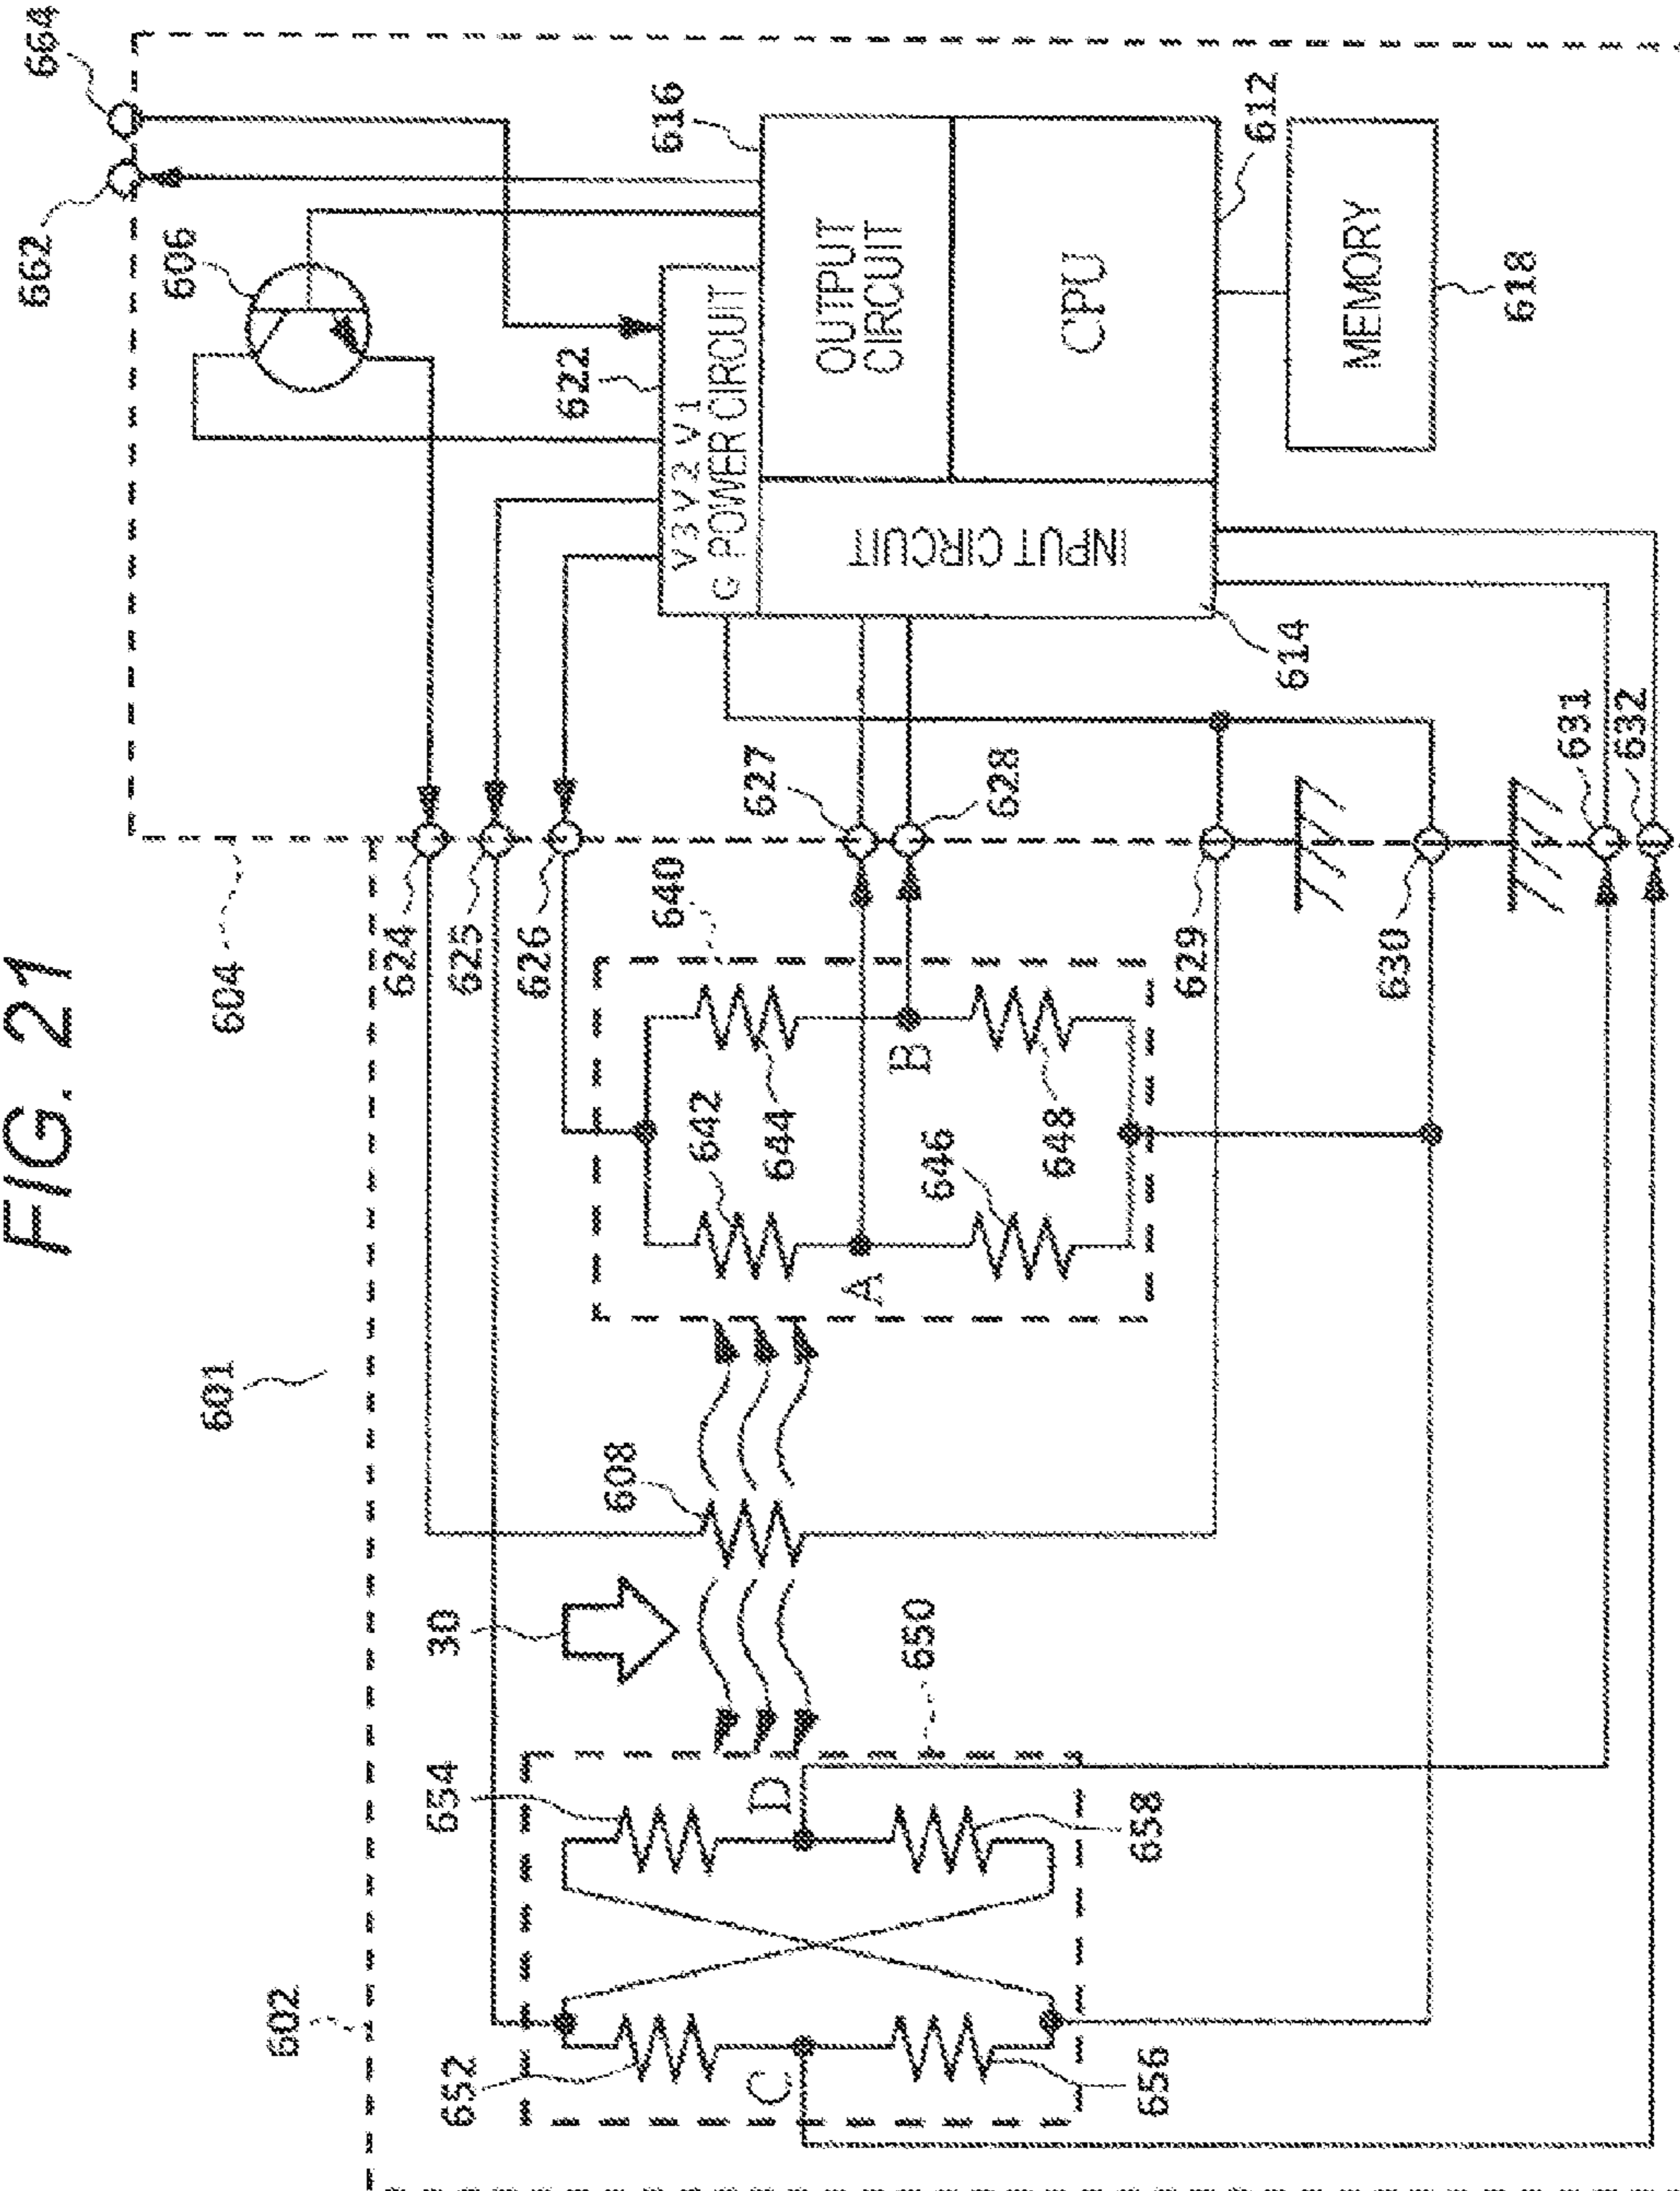 FIG. 21
662
664
606
601
604
602
624
652
654
30
625
626
622
608
640
616
V3 V2 V1
G POWER CIRCUIT
642
627
C
D
644
OUTPUT
CIRCUIT
A
B
INPUT CIRCUIT
650
646
628
648
CPU
656
658
629
612
614
MEMORY
630
618
631
632